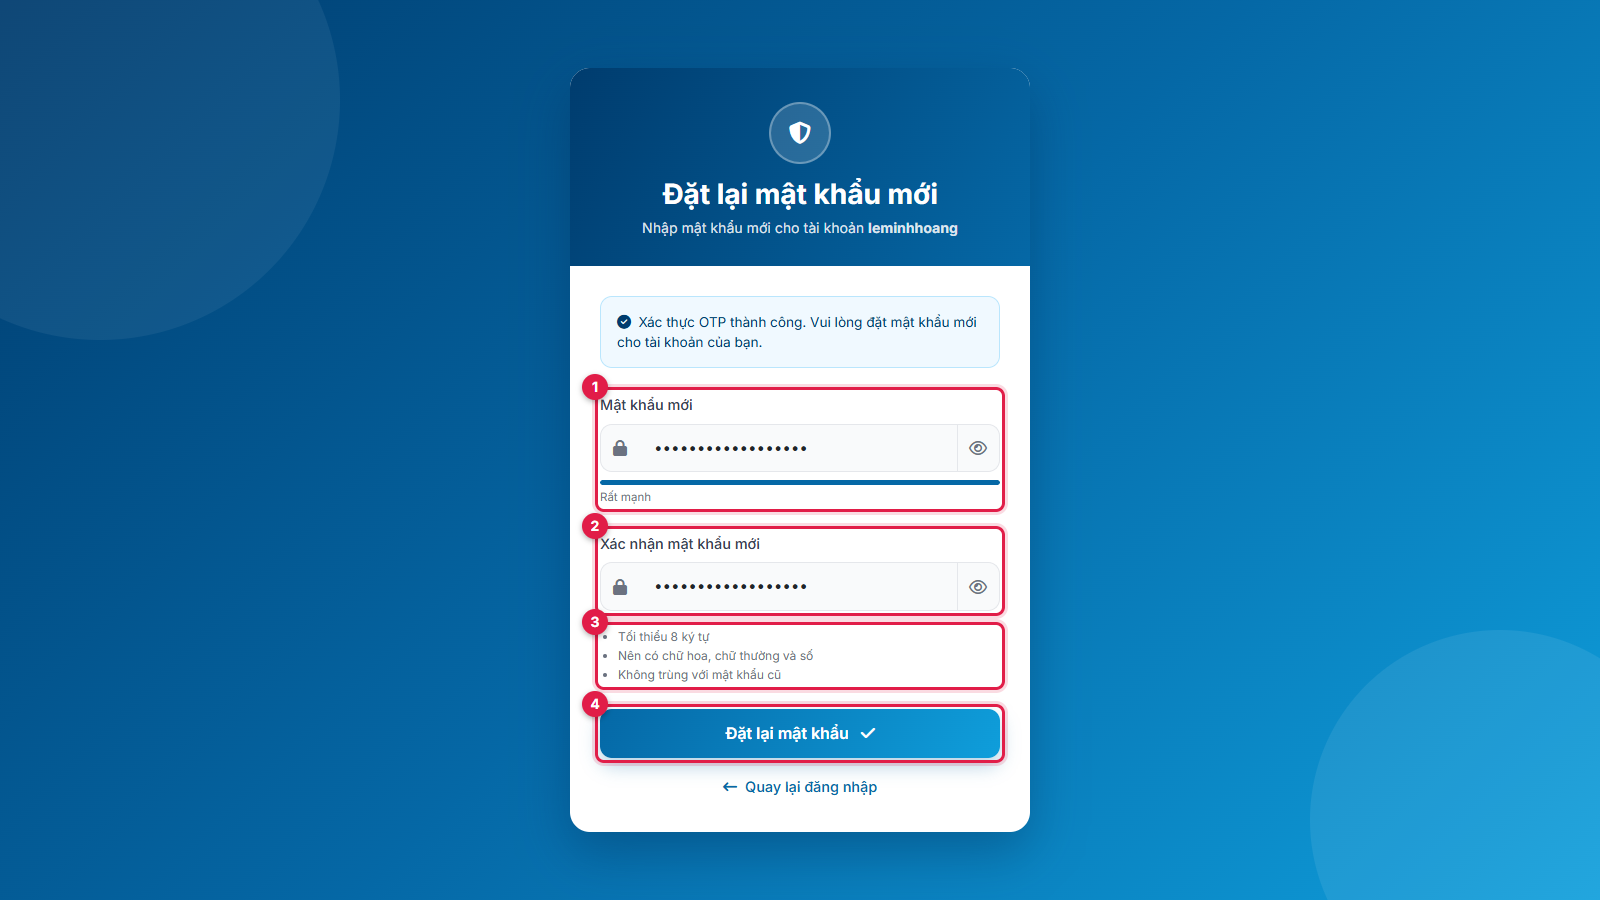 Đặt lại mật khẩu mới
Nhập mật khẩu mới cho tài khoản leminhhoang
Xác thực OTP thành công. Vui lòng đặt mật khẩu mới
cho tài khoản của bạn.
1
Mật khẩu mới
••••••••••••••••••
Rất mạnh
2
Xác nhận mật khẩu mới
••••••••••••••••••
3
• Tối thiểu 8 ký tự
• Nên có chữ hoa, chữ thường và số
• Không trùng với mật khẩu cũ
4
Đặt lại mật khẩu
Quay lại đăng nhập